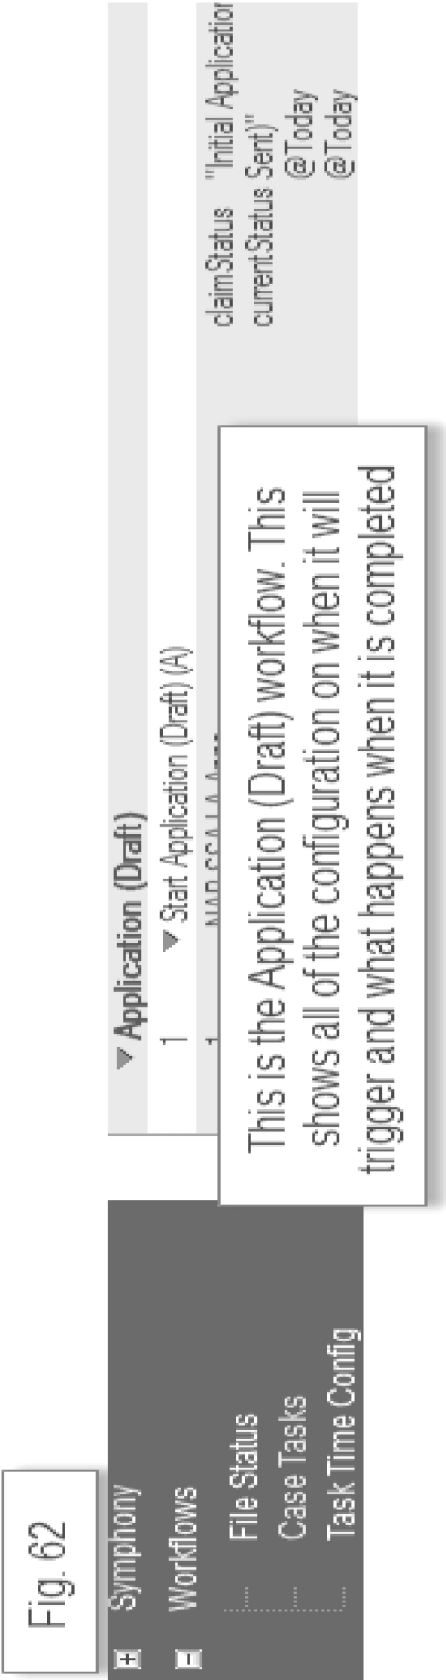 Fig. 62
Symphony
Workflows
File Status
Case Tasks
Task Time Config
Application (Draft)
1 Start Application (Draft) (A)
1
claimStatus "Initial Application
currentStatus Sent)"
@Today
@Today
This is the Application (Draft) workflow. This
shows all of the configuration on when it will
trigger and what happens when it is completed